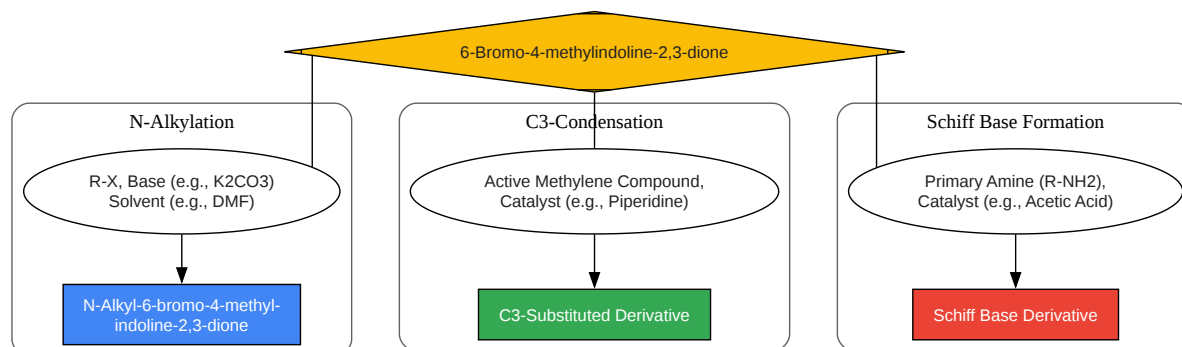 6-Bromo-4-methylindoline-2,3-dione
N-Alkylation
R-X, Base (e.g., K2CO3)
Solvent (e.g., DMF)
N-Alkyl-6-bromo-4-methyl-
indoline-2,3-dione
C3-Condensation
Active Methylene Compound,
Catalyst (e.g., Piperidine)
C3-Substituted Derivative
Schiff Base Formation
Primary Amine (R-NH2),
Catalyst (e.g., Acetic Acid)
Schiff Base Derivative